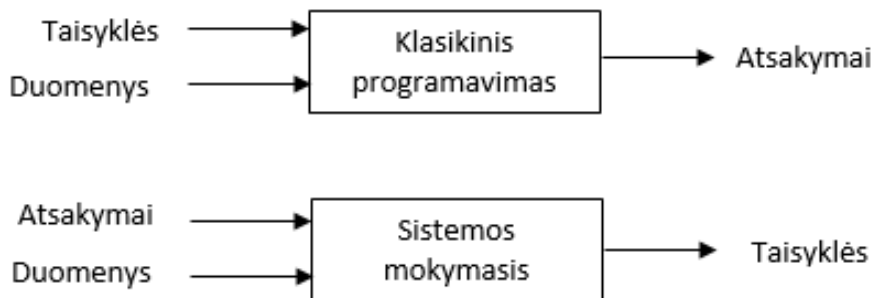 Taisyklės
Duomenys
Klasikinis
programavimas
Atsakymai
Atsakymai
Duomenys
Sistemos
mokymasis
Taisyklės